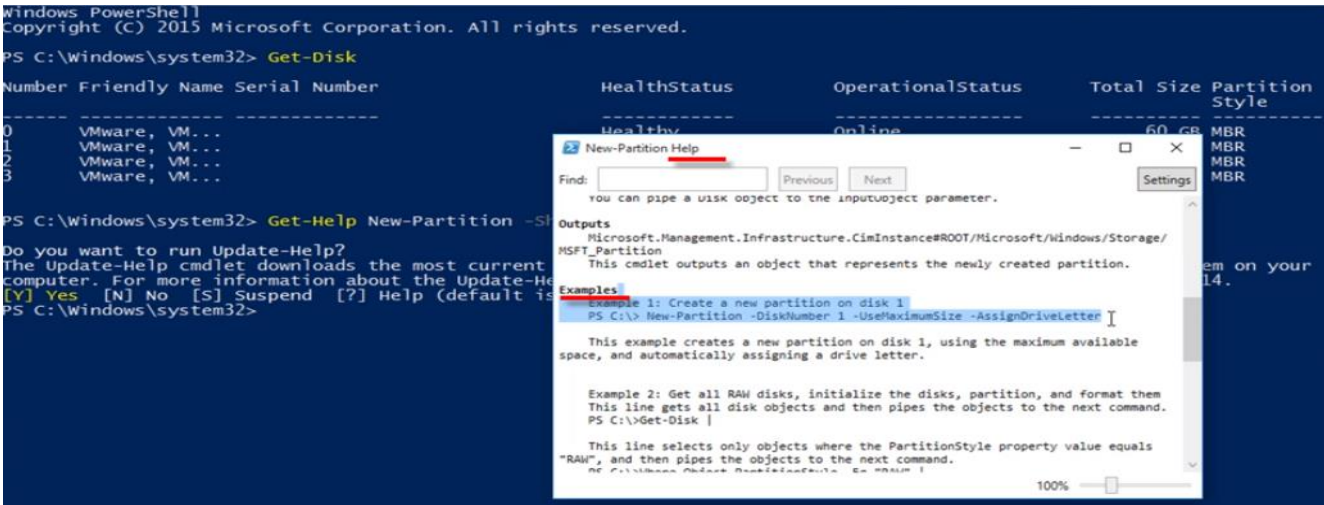 Windows PowerShell
Copyright (C) 2015 Microsoft Corporation. All rights reserved.
PS C:\Windows\system32> Get-Disk
Number Friendly Name Serial Number HealthStatus OperationalStatus Total Size Partition
Style
------ ------------- ------------- ------------ ----------------- ---------- ----------
0 VMware, VM... Healthy Online 60 GB MBR
1 VMware, VM... MBR
2 VMware, VM... MBR
3 VMware, VM... MBR
PS C:\Windows\system32> Get-Help New-Partition -Sh
Do you want to run Update-Help?
The Update-Help cmdlet downloads the most current
em on your
computer. For more information about the Update-He
14.
[Y] Yes [N] No [S] Suspend [?] Help (default is
PS C:\Windows\system32>
New-Partition Help
Find: Previous Next Settings
You can pipe a Disk object to the InputObject parameter.
Outputs
Microsoft.Management.Infrastructure.CimInstance#ROOT/Microsoft/Windows/Storage/
MSFT_Partition
This cmdlet outputs an object that represents the newly created partition.
Examples
Example 1: Create a new partition on disk 1
PS C:\> New-Partition -DiskNumber 1 -UseMaximumSize -AssignDriveLetter
This example creates a new partition on disk 1, using the maximum available
space, and automatically assigning a drive letter.
Example 2: Get all RAW disks, initialize the disks, partition, and format them
This line gets all disk objects and then pipes the objects to the next command.
PS C:\>Get-Disk |
This line selects only objects where the PartitionStyle property value equals
"RAW", and then pipes the objects to the next command.
PS C:\>Where-Object PartitionStyle -Eq "RAW" |
100%